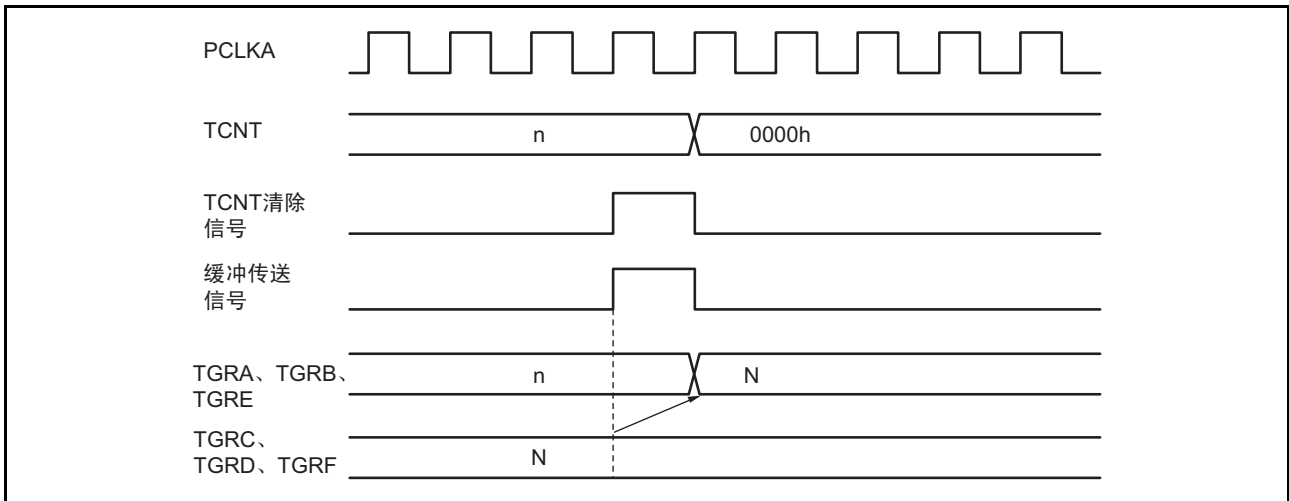 PCLKA
TCNT
n
0000h
TCNT清除
信号
缓冲传送
信号
TGRA、TGRB、
TGRE
n
N
TGRC、
TGRD、TGRF
N